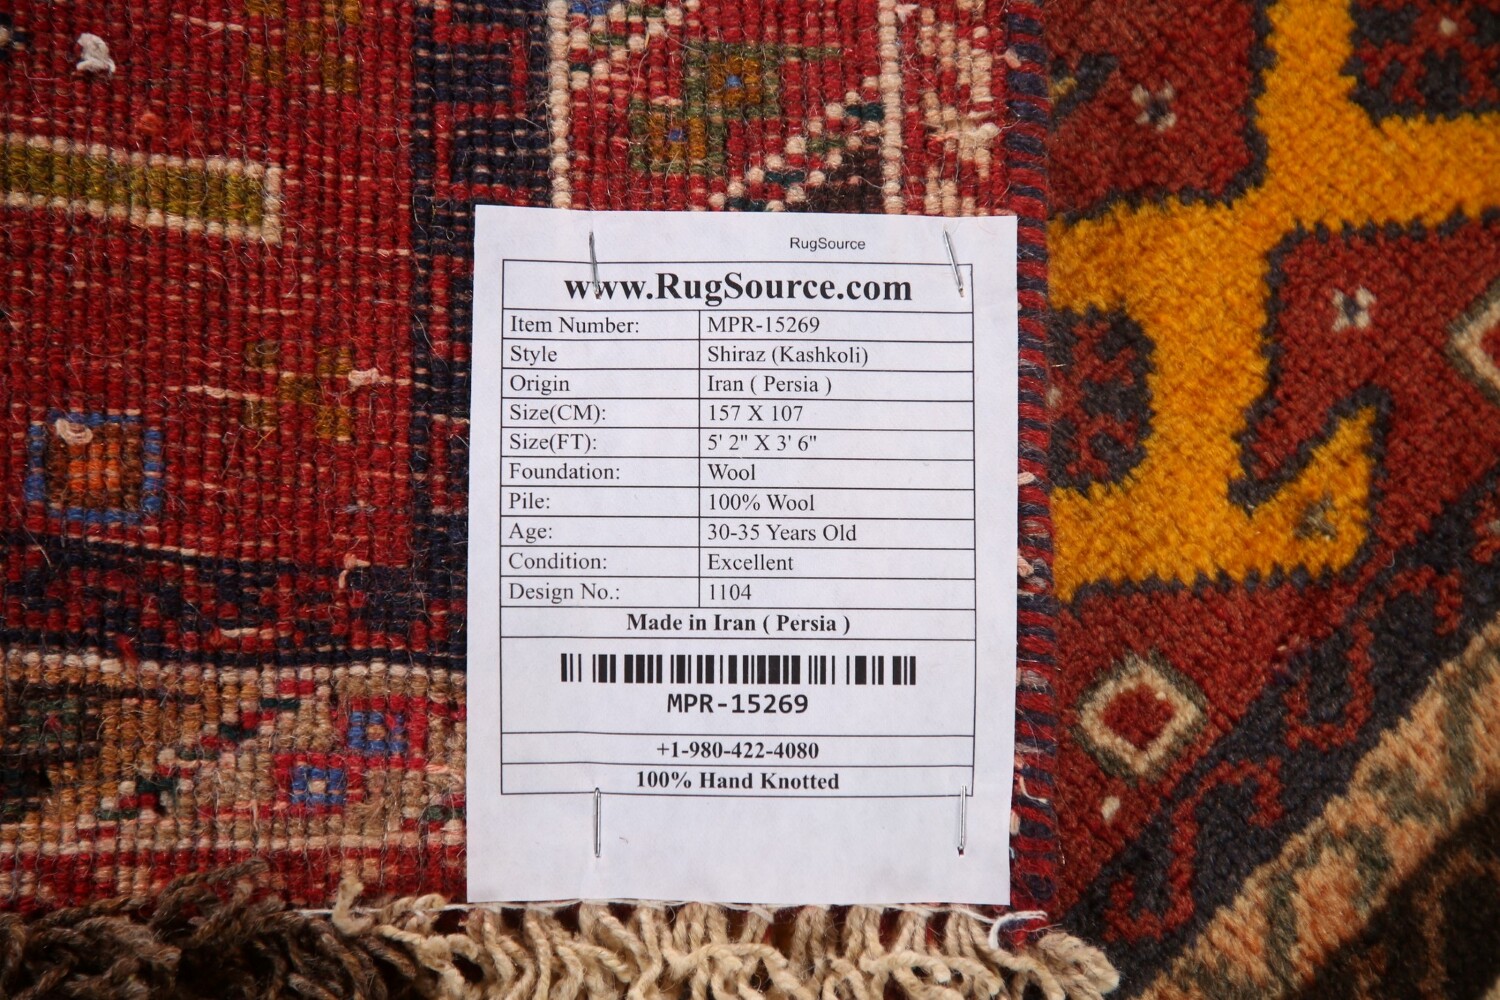 RugSource
www.RugSource.com
Item Number: MPR-15269
Style Shiraz (Kashkoli)
Origin Iran ( Persia )
Size(CM): 157 X 107
Size(FT): 5' 2" X 3' 6"
Foundation: Wool
Pile: 100% Wool
Age: 30-35 Years Old
Condition: Excellent
Design No.: 1104
Made in Iran ( Persia )
MPR-15269
+1-980-422-4080
100% Hand Knotted